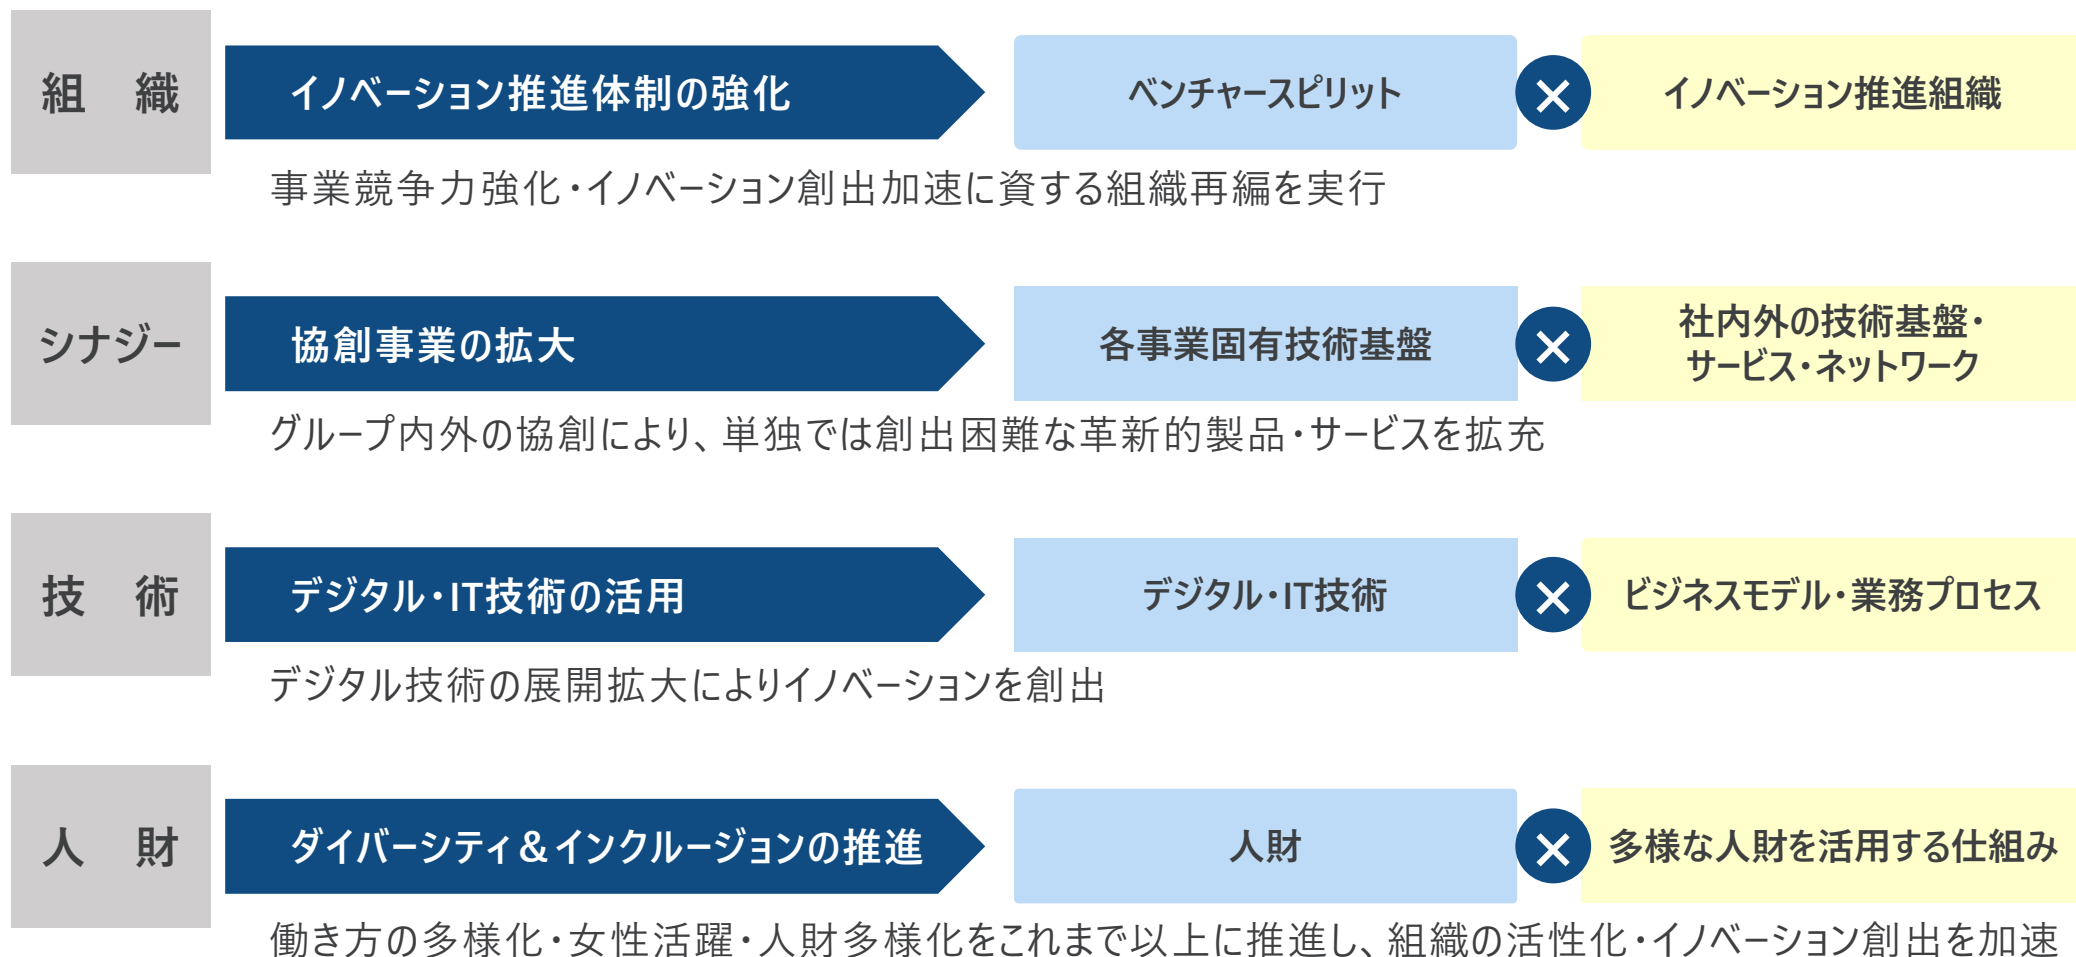 組 織
イノベーション推進体制の強化
ベンチャースピリット
×
イノベーション推進組織
事業競争力強化・イノベーション創出加速に資する組織再編を実行
シナジー
協創事業の拡大
各事業固有技術基盤
×
社内外の技術基盤・
サービス・ネットワーク
グループ内外の協創により、単独では創出困難な革新的製品・サービスを拡充
技 術
デジタル・IT技術の活用
デジタル・IT技術
×
ビジネスモデル・業務プロセス
デジタル技術の展開拡大によりイノベーションを創出
人 財
ダイバーシティ＆インクルージョンの推進
人財
×
多様な人財を活用する仕組み
働き方の多様化・女性活躍・人財多様化をこれまで以上に推進し、組織の活性化・イノベーション創出を加速